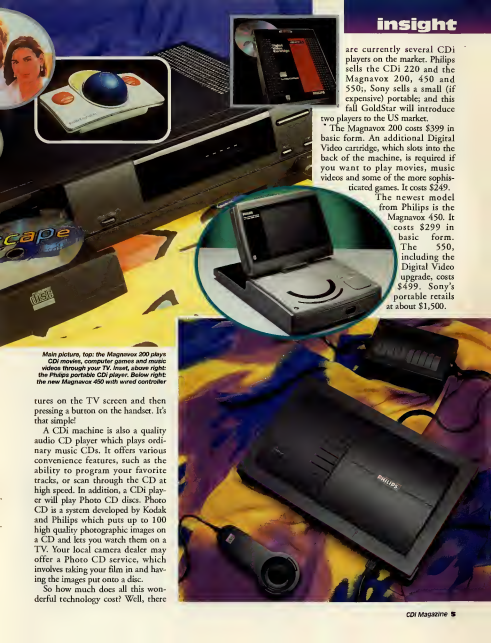 insight
are currently several CDi
players on the market. Philips
sells the CDi 220 and the
Magnavox 200, 450 and
550;, Sony sells a small (if
expensive) portable; and this
fall GoldStar will introduce
two players to the US market.
The Magnavox 200 costs $399 in
basic form. An additional Digital
Video cartridge, which slots into the
back of the machine, is required if
you want to play movies, music
videos and some of the more sophis-
ticated games. It costs $249.
The newest model
from Philips is the
Magnavox 450. It
costs $299 in
basic form.
The 550,
including the
Digital Video
upgrade, costs
$499. Sony's
portable retails
at about $1,500.
cape
Main picture, top: the Magnavox 200 plays
CDi movies, computer games and music
videos through your TV. Inset, above right:
the Philips portable CDi player. Below right:
the new Magnavox 450 with wired controller
tures on the TV screen and then
pressing a button on the handset. It's
that simple!
A CDi machine is also a quality
audio CD player which plays ordi-
nary music CDs. It offers various
convenience features, such as the
ability to program your favorite
tracks, or scan through the CD at
high speed. In addition, a CDi play-
er will play Photo CD discs. Photo
CD is a system developed by Kodak
and Philips which puts up to 100
high quality photographic images on
a CD and lets you watch them on a
TV. Your local camera dealer may
offer a Photo CD service, which
involves taking your film in and hav-
ing the images put onto a disc.
So how much does all this won-
derful technology cost? Well, there
PHILIPS
CDi Magazine 5